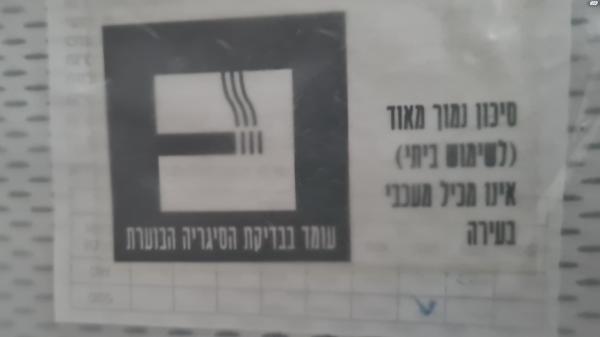 סיכון נמוך מאוד
(לשימוש ביתי)
אינו מכיל מעכבי
בעירה
עומד בבדיקת הסיגריה הבוערת